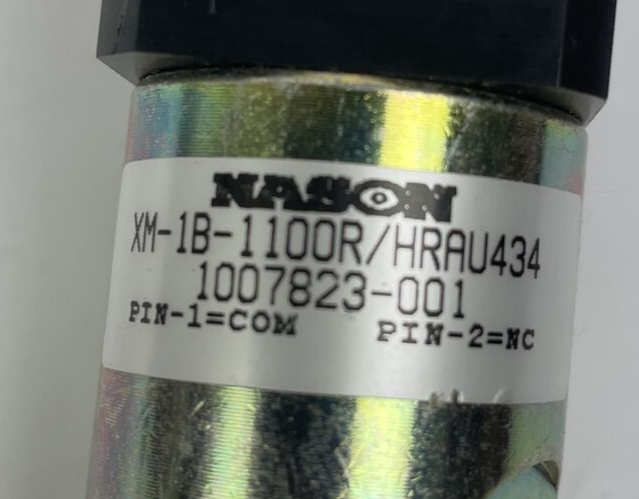 NASON
XM-1B-1100R/HRAU434
1007823-001
PIN-1=COM PIN-2=NC